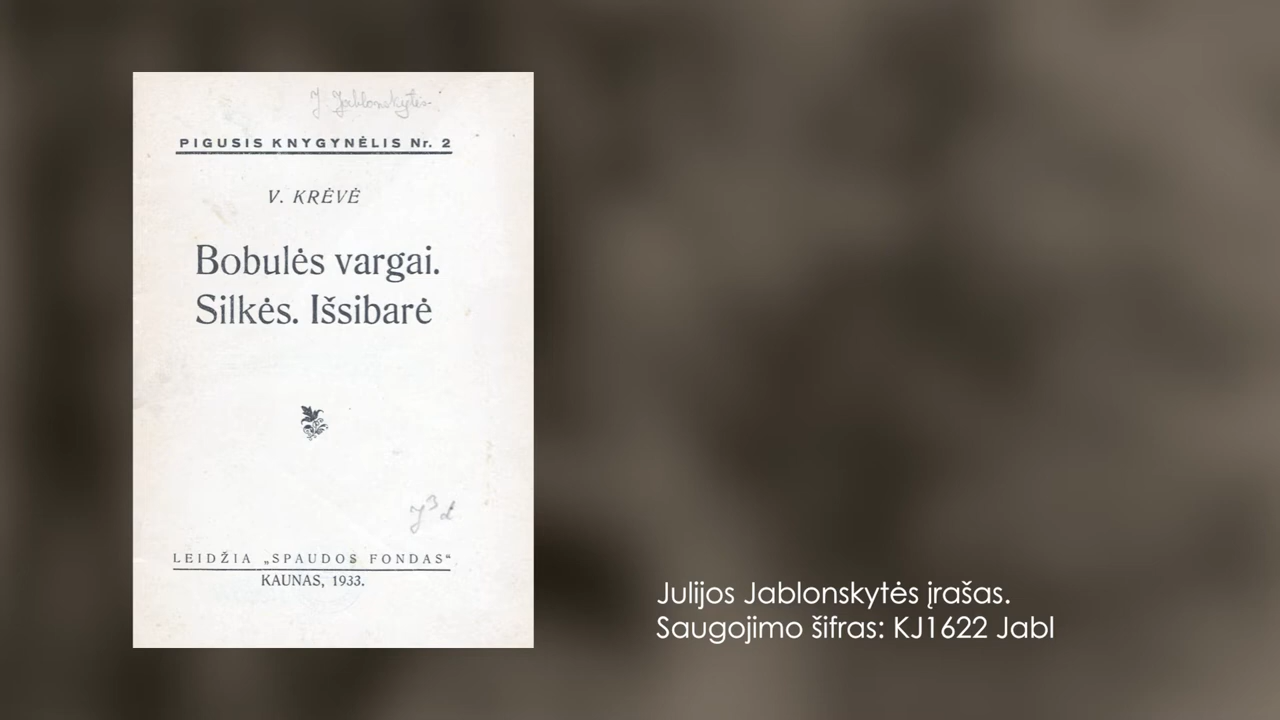 J. Jablonskytės
PIGUSIS KNYGYNĖLIS Nr. 2
V. KRĖVĖ
Bobulės vargai.
Silkės. Išsibarė
J³d
LEIDŽIA „SPAUDOS FONDAS“
KAUNAS, 1933.
Julijos Jablonskytės įrašas.
Saugojimo šifras: KJ1622 Jabl